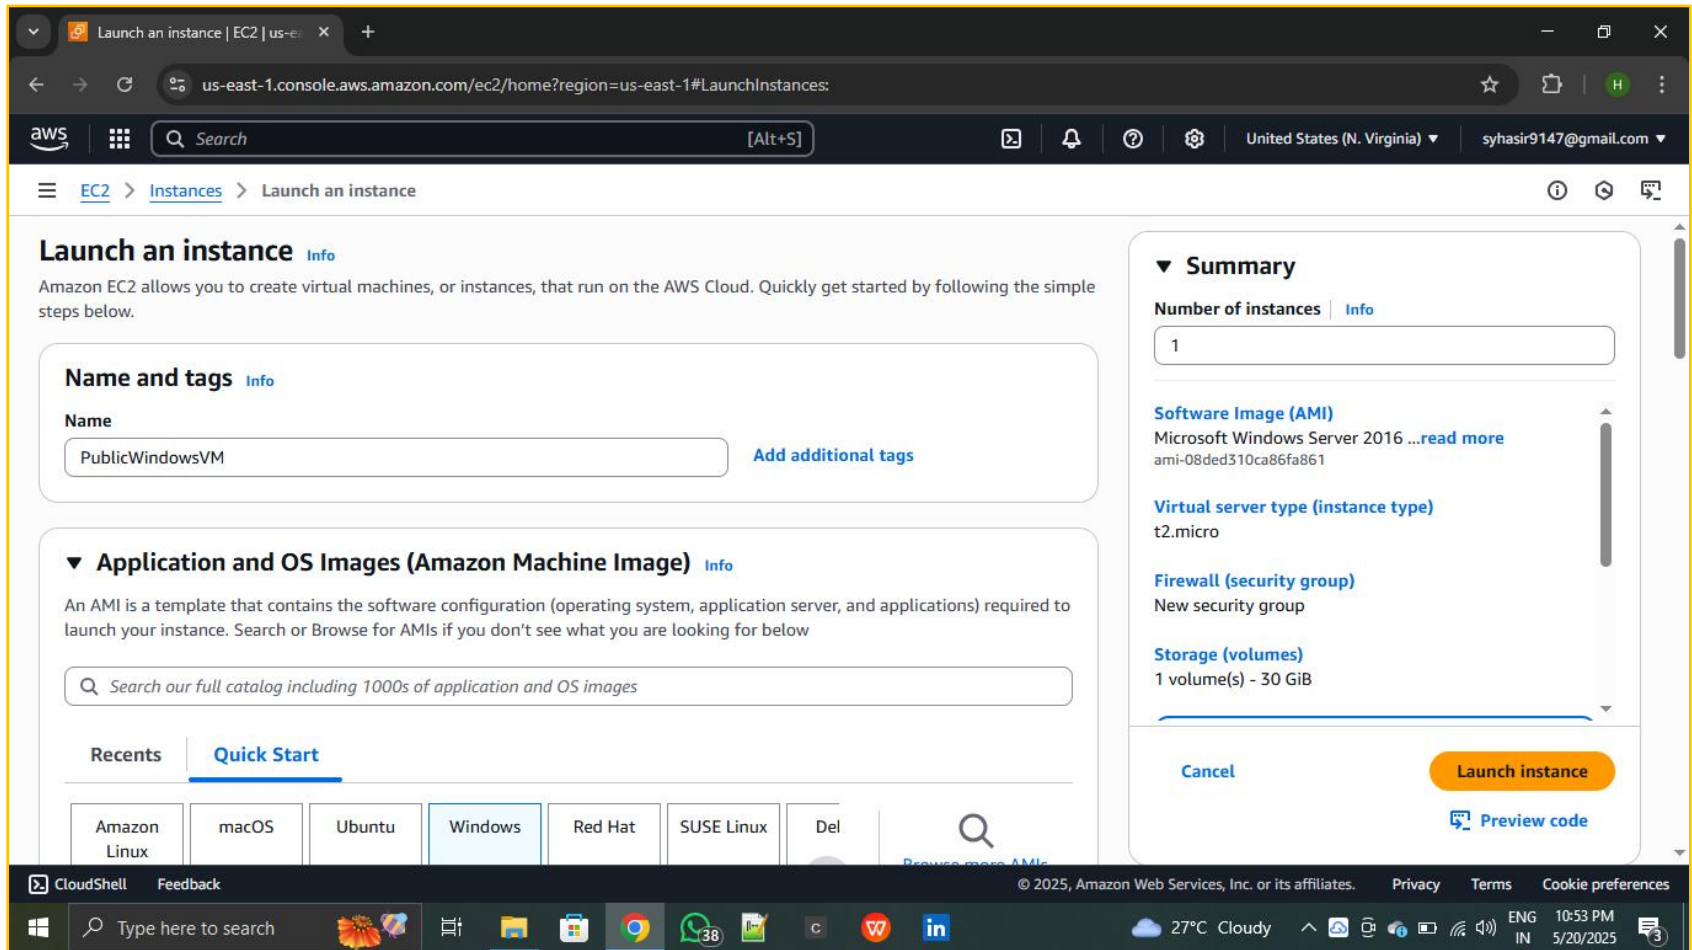 Launch an instance | EC2 | us-ea
us-east-1.console.aws.amazon.com/ec2/home?region=us-east-1#LaunchInstances:
H
aws
Search
[Alt+S]
United States (N. Virginia)
syhasir9147@gmail.com
EC2 > Instances > Launch an instance
Launch an instance Info
Amazon EC2 allows you to create virtual machines, or instances, that run on the AWS Cloud. Quickly get started by following the simple
steps below.
Name and tags Info
Name
PublicWindowsVM
Add additional tags
Application and OS Images (Amazon Machine Image) Info
An AMI is a template that contains the software configuration (operating system, application server, and applications) required to
launch your instance. Search or Browse for AMIs if you don't see what you are looking for below
Search our full catalog including 1000s of application and OS images
Recents
Quick Start
Amazon
Linux
macOS
Ubuntu
Windows
Red Hat
SUSE Linux
Del
Browse more AMIs
Summary
Number of instances Info
1
Software Image (AMI)
Microsoft Windows Server 2016 ...read more
ami-08ded310ca86fa861
Virtual server type (instance type)
t2.micro
Firewall (security group)
New security group
Storage (volumes)
1 volume(s) - 30 GiB
Cancel
Launch instance
Preview code
CloudShell
Feedback
© 2025, Amazon Web Services, Inc. or its affiliates.
Privacy
Terms
Cookie preferences
Type here to search
38
C
W
in
27°C Cloudy
ENG
IN
10:53 PM
5/20/2025
3